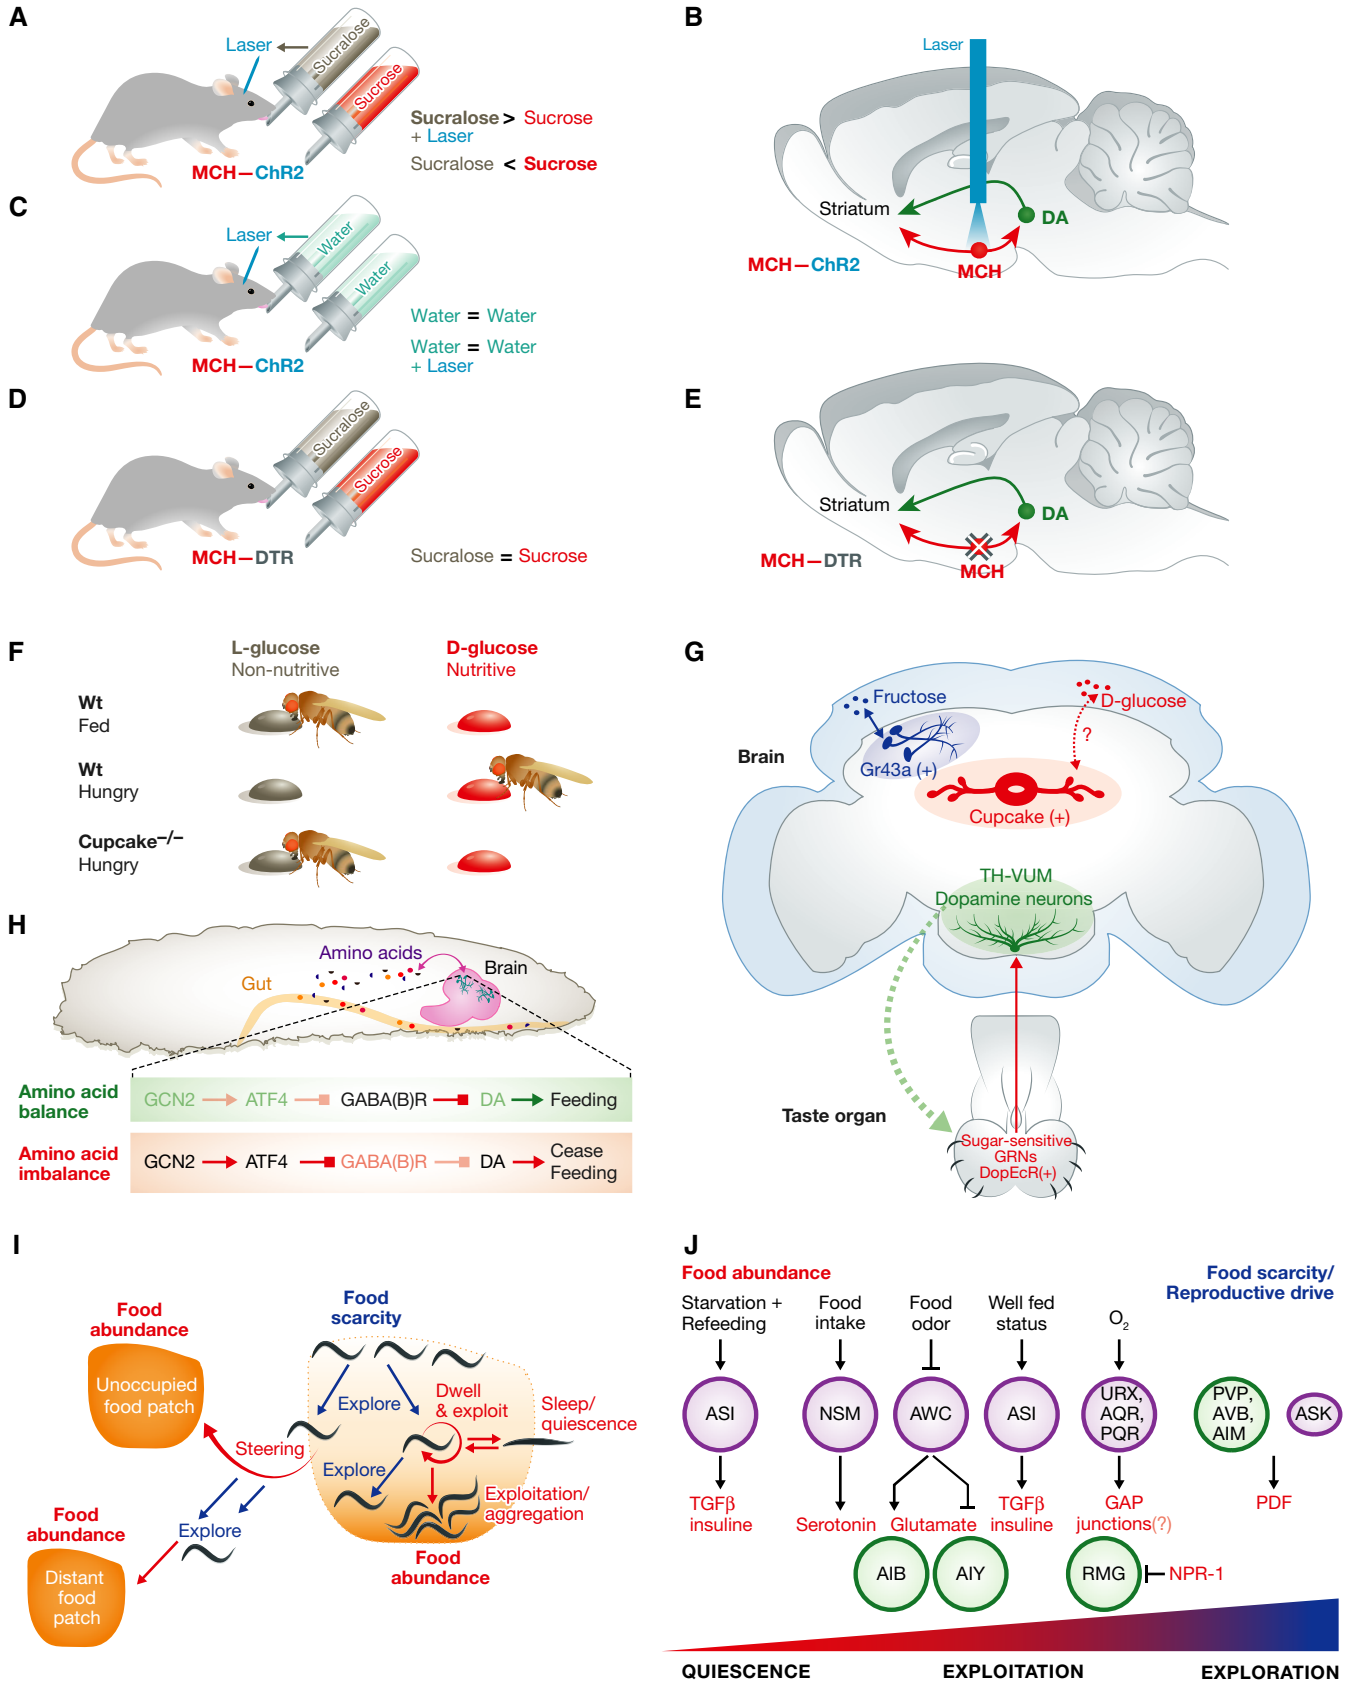 A
Laser
Sucralose
Sucrose
Sucralose > Sucrose
+ Laser
Sucralose < Sucrose
MCH—ChR2
B
Laser
Striatum
DA
MCH—ChR2
MCH
C
Laser
Water
Water
Water = Water
Water = Water
+ Laser
MCH—ChR2
D
Sucralose
Sucrose
MCH—DTR
Sucralose = Sucrose
E
Striatum
DA
MCH—DTR
MCH
F
L-glucose
Non-nutritive
D-glucose
Nutritive
Wt
Fed
Wt
Hungry
Cupcake–/–
Hungry
G
Fructose
D-glucose
?
Brain
Gr43a (+)
Cupcake (+)
TH-VUM
Dopamine neurons
Taste organ
Sugar-sensitive
GRNs
DopEcR(+)
H
Amino acids
Brain
Gut
Amino acid
balance
GCN2 ATF4 GABA(B)R DA Feeding
Amino acid
imbalance
GCN2 ATF4 GABA(B)R DA Cease
Feeding
I
Food
scarcity
Food
abundance
Unoccupied
food patch
Explore
Dwell
& exploit
Sleep/
quiescence
Steering
Explore
Exploitation/
aggregation
Food
abundance
Explore
Food
abundance
Distant
food
patch
J
Food abundance
Food scarcity/
Reproductive drive
Starvation +
Refeeding
Food
intake
Food
odor
Well fed
status
O2
ASI
NSM
AWC
ASI
URX,
AQR,
PQR
PVP,
AVB,
AIM
ASK
TGFβ
insuline
Serotonin
Glutamate
TGFβ
insuline
GAP
junctions(?)
PDF
AIB
AIY
RMG
NPR-1
QUIESCENCE
EXPLOITATION
EXPLORATION